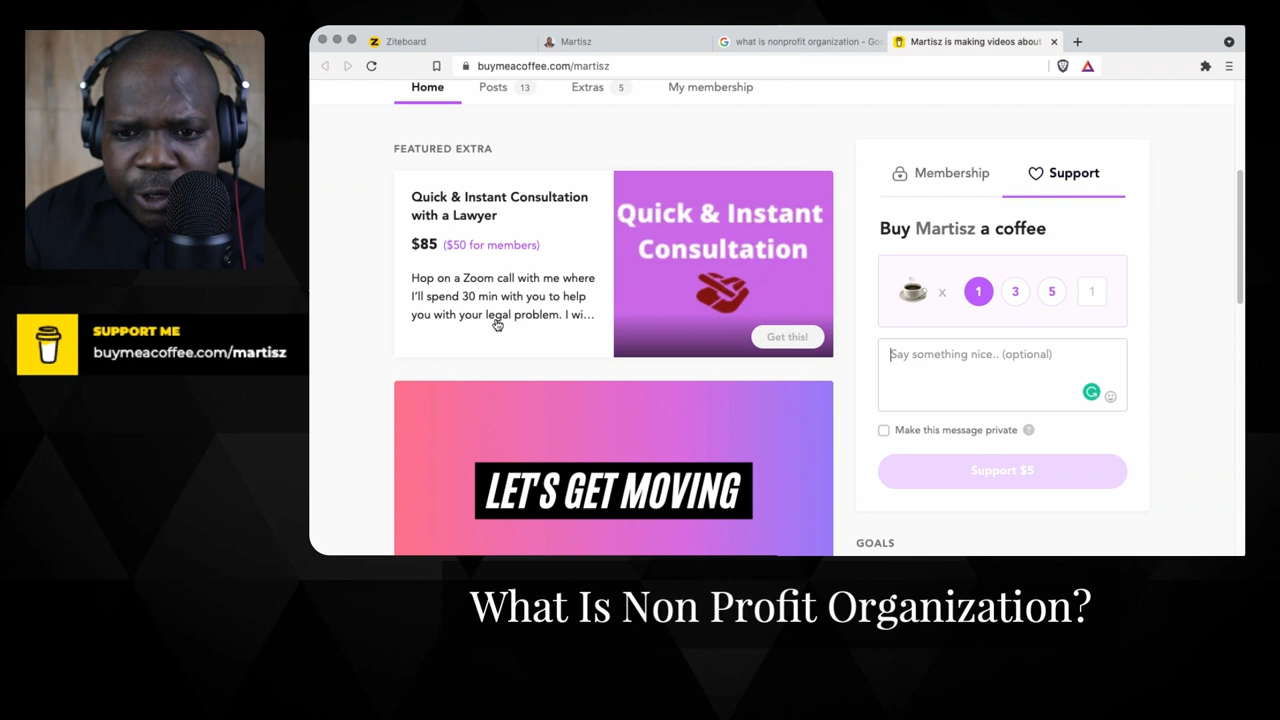 Ziteboard
Martisz
what is nonprofit organization - Goo
Martisz is making videos about
buymeacoffee.com/martisz
Home
Posts 13
Extras 5
My membership
FEATURED EXTRA
Quick & Instant Consultation
with a Lawyer
$85 ($50 for members)
Hop on a Zoom call with me where
I'll spend 30 min with you to help
you with your legal problem. I wi...
Quick & Instant
Consultation
Get this!
LET'S GET MOVING
Membership
Support
Buy Martisz a coffee
x 1 3 5 1
Say something nice.. (optional)
Make this message private ?
Support $5
GOALS
SUPPORT ME
buymeacoffee.com/martisz
What Is Non Profit Organization?